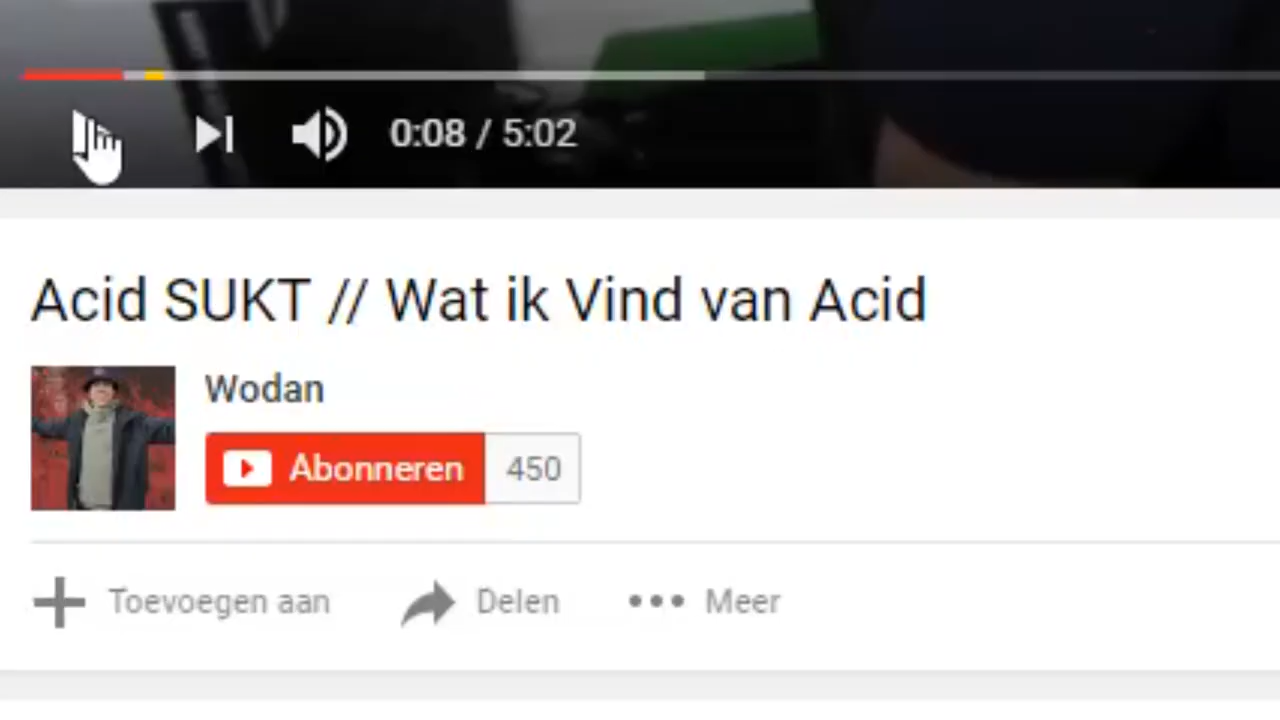 0:08 / 5:02
Acid SUKT // Wat ik Vind van Acid
Wodan
Abonneren 450
Toevoegen aan Delen Meer